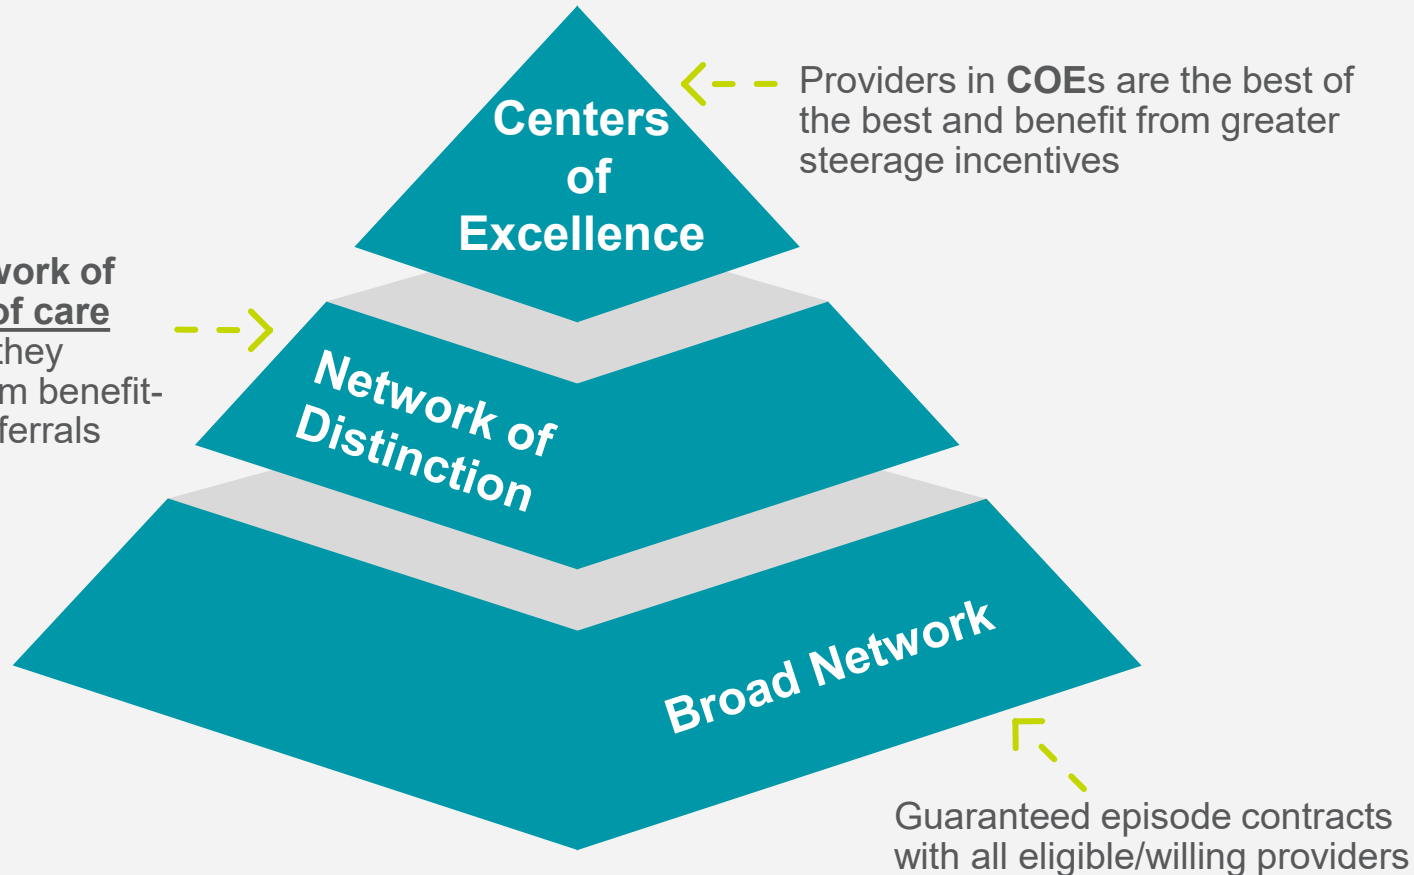 Centers
of
Excellence
Providers in COEs are the best of
the best and benefit from greater
steerage incentives
work of
of care
they
m benefit-
ferrals
Network of
Distinction
Broad Network
Guaranteed episode contracts
with all eligible/willing providers